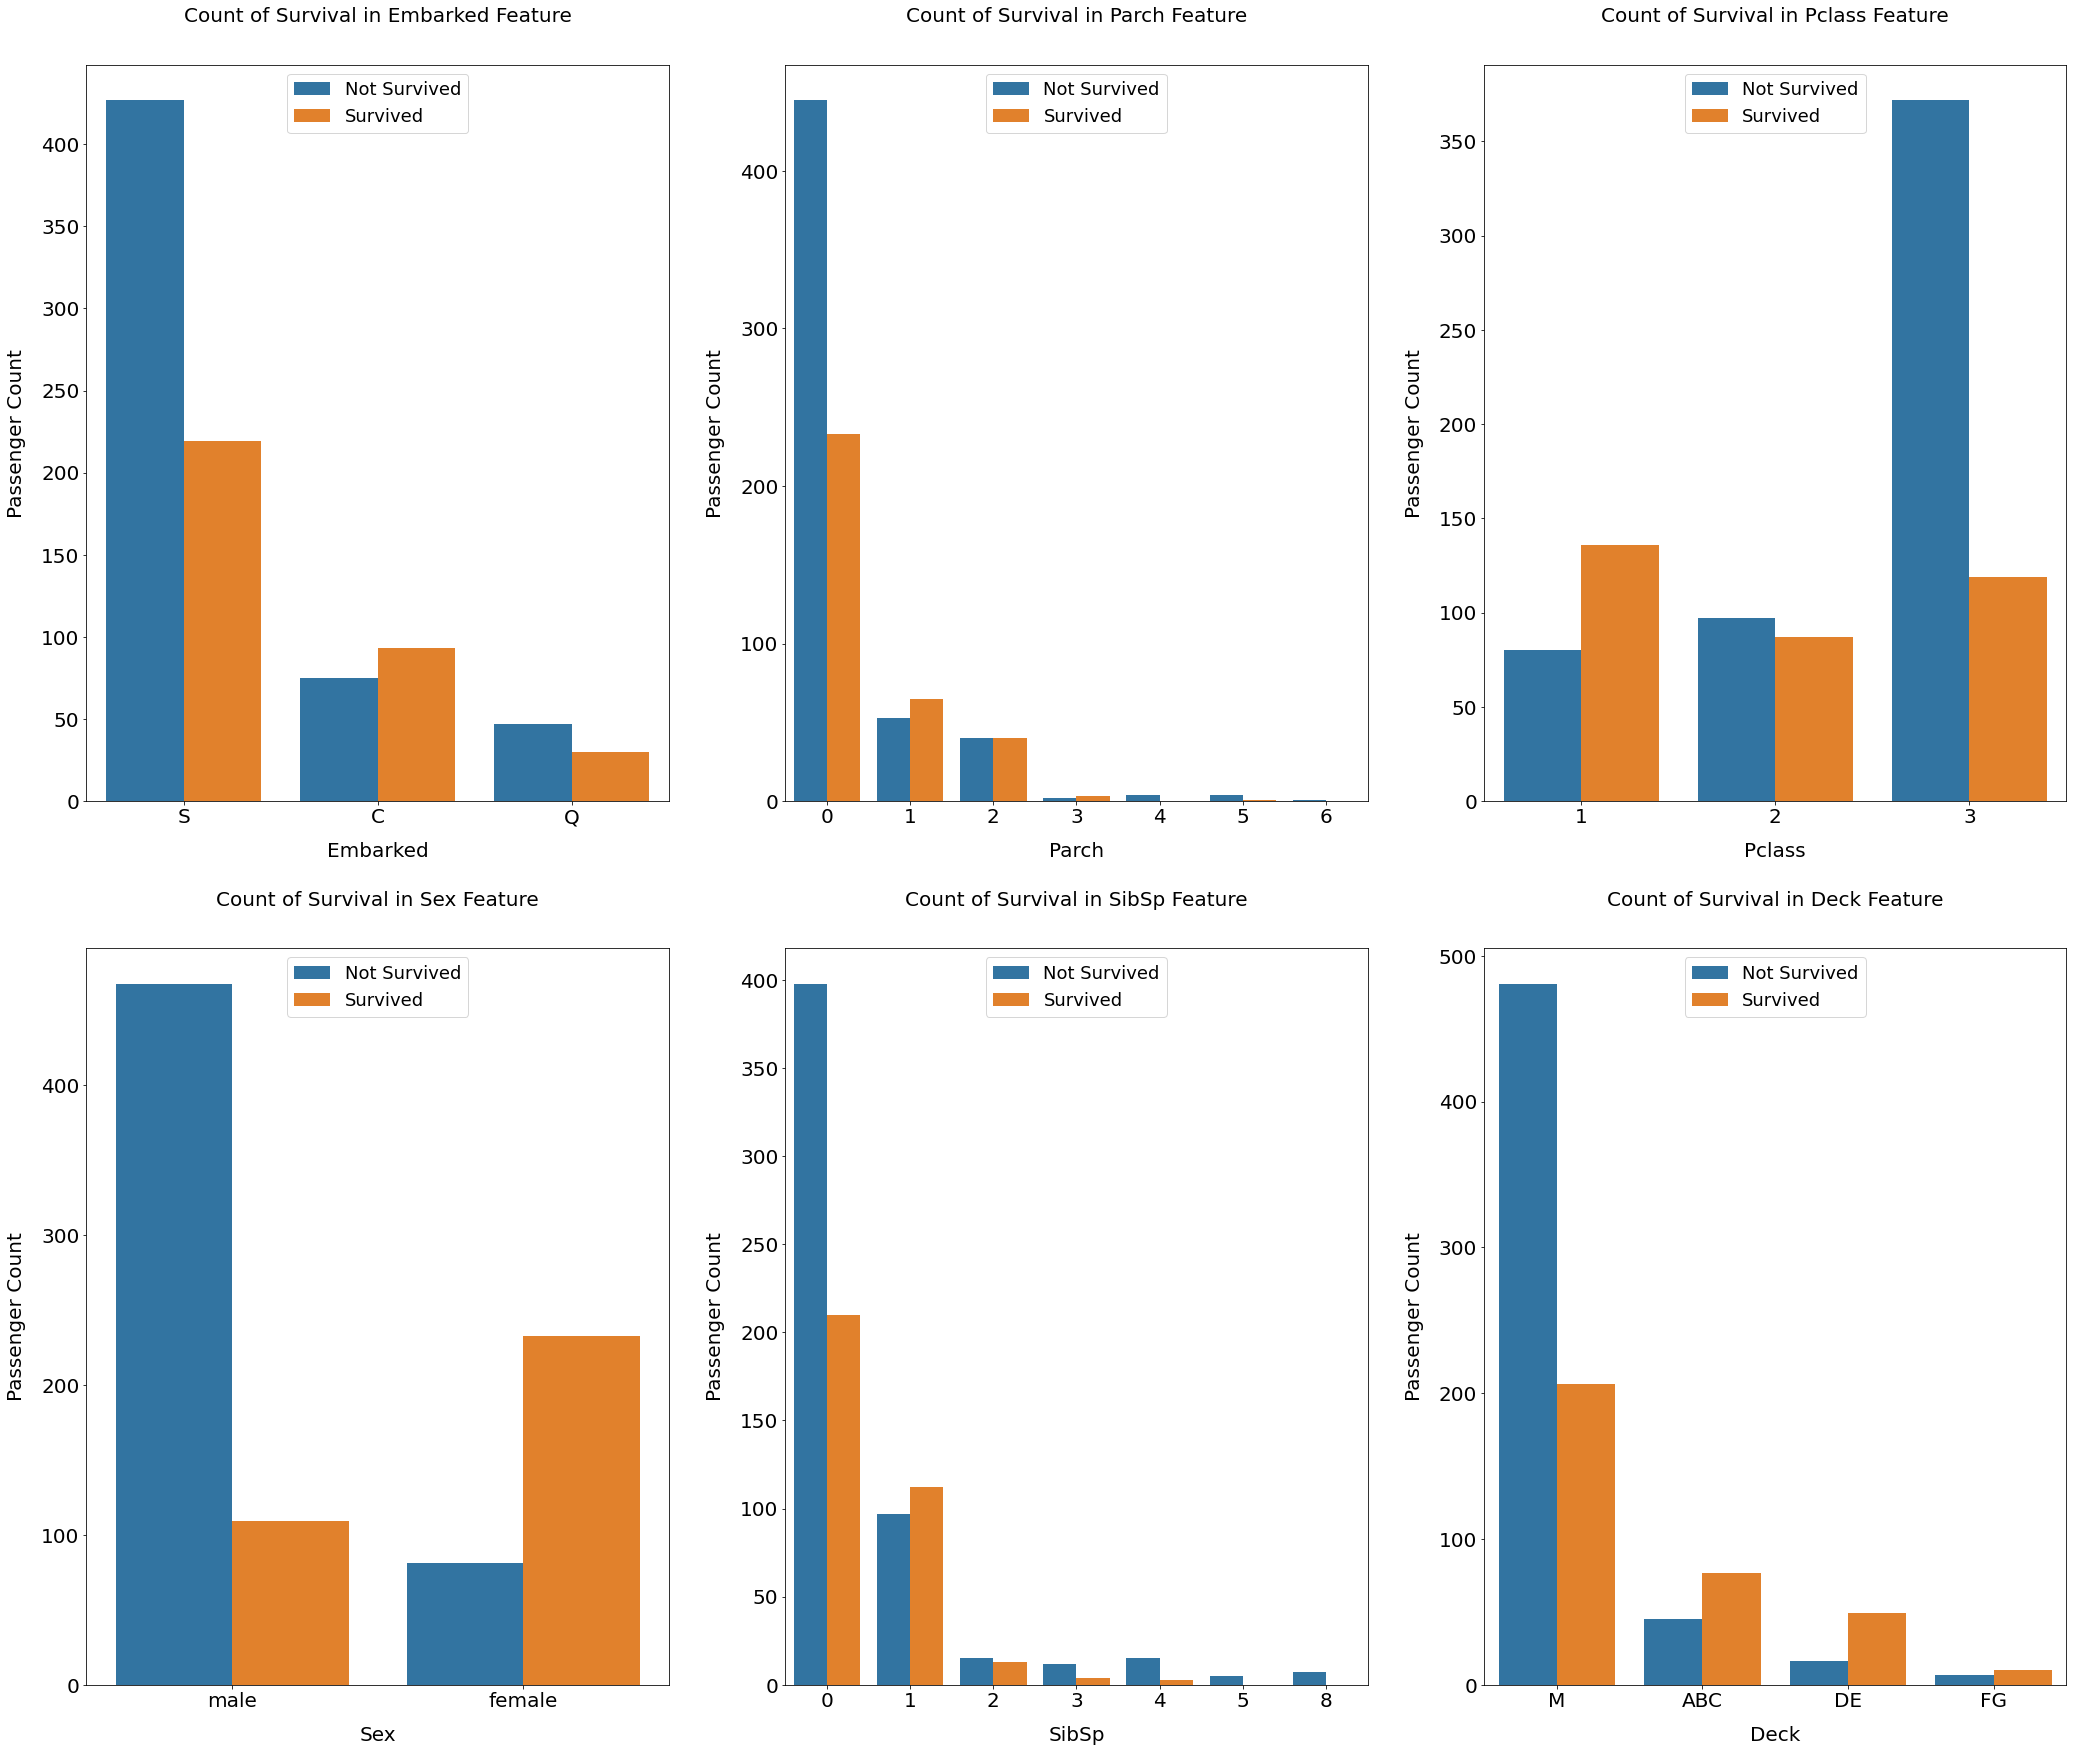 Count of Survival in Embarked Feature
Not Survived
Survived
Passenger Count
400
350
300
250
200
150
100
50
0
S C Q
Embarked
Count of Survival in Parch Feature
Not Survived
Survived
Passenger Count
400
300
200
100
0
0 1 2 3 4 5 6
Parch
Count of Survival in Pclass Feature
Not Survived
Survived
Passenger Count
350
300
250
200
150
100
50
0
1 2 3
Pclass
Count of Survival in Sex Feature
Not Survived
Survived
Passenger Count
400
300
200
100
0
male female
Sex
Count of Survival in SibSp Feature
Not Survived
Survived
Passenger Count
400
350
300
250
200
150
100
50
0
0 1 2 3 4 5 8
SibSp
Count of Survival in Deck Feature
Not Survived
Survived
Passenger Count
500
400
300
200
100
0
M ABC DE FG
Deck